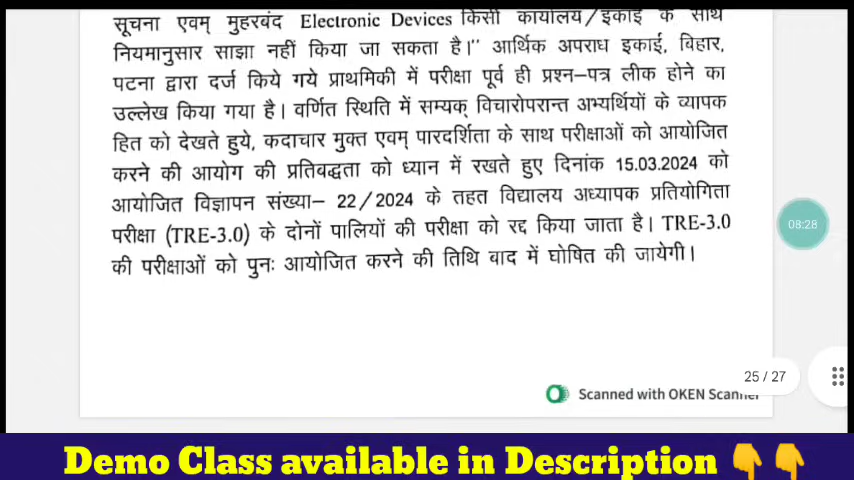 सूचना एवम् मुहरबंद Electronic Devices किसी कार्यालय/इकाई के साथ
नियमानुसार साझा नहीं किया जा सकता है।" आर्थिक अपराध इकाई, बिहार,
पटना द्वारा दर्ज किये गये प्राथमिकी में परीक्षा पूर्व ही प्रश्न-पत्र लीक होने का
उल्लेख किया गया है। वर्णित स्थिति में सम्यक् विचारोपरान्त अभ्यर्थियों के व्यापक
हित को देखते हुये, कदाचार मुक्त एवम् पारदर्शिता के साथ परीक्षाओं को आयोजित
करने की आयोग की प्रतिबद्धता को ध्यान में रखते हुए दिनांक 15.03.2024 को
आयोजित विज्ञापन संख्या- 22/2024 के तहत विद्यालय अध्यापक प्रतियोगिता
परीक्षा (TRE-3.0) के दोनों पालियों की परीक्षा को रद्द किया जाता है। TRE-3.0
की परीक्षाओं को पुनः आयोजित करने की तिथि बाद में घोषित की जायेगी।
08:28
25 / 27
Scanned with OKEN Scanner
Demo Class available in Description 👇👇